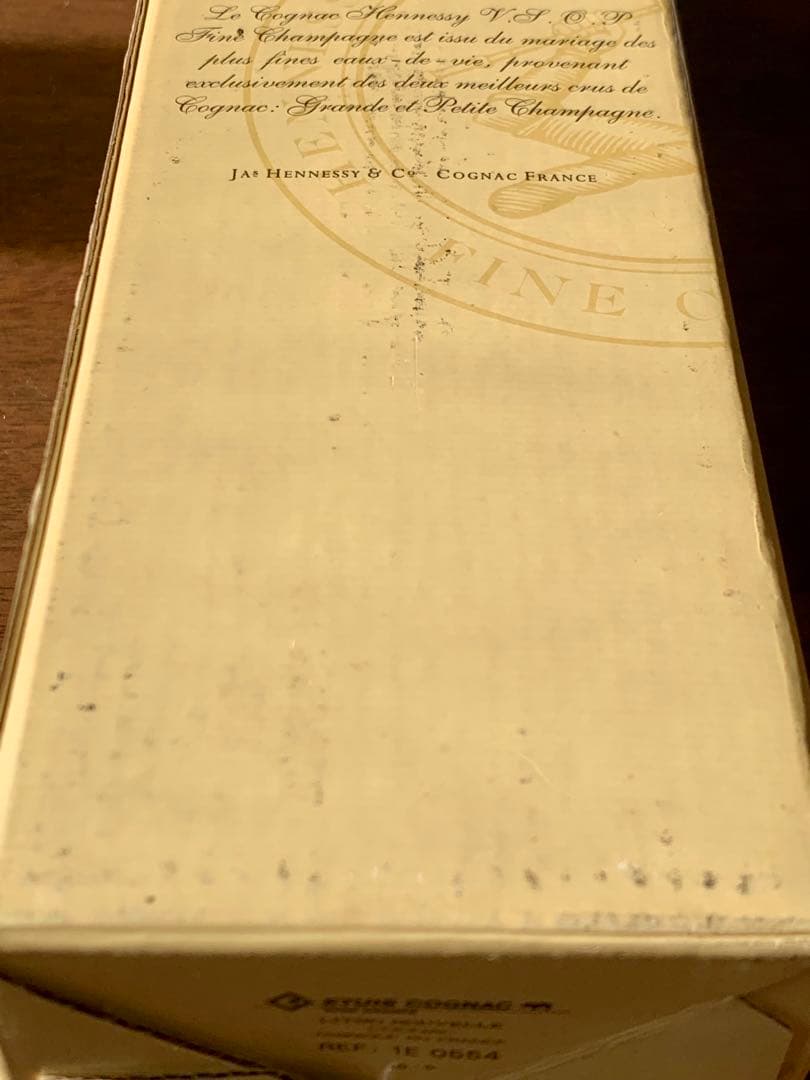 Le Cognac Hennessy V.S.O.P.
Fine Champagne est issu du mariage des
plus fines eaux-de-vie, provenant
exclusivement des deux meilleurs crus de
Cognac: Grande et Petite Champagne.
JAS HENNESSY & Co COGNAC FRANCE
HE
FINE C
COGNAC
REF: 1E 0554